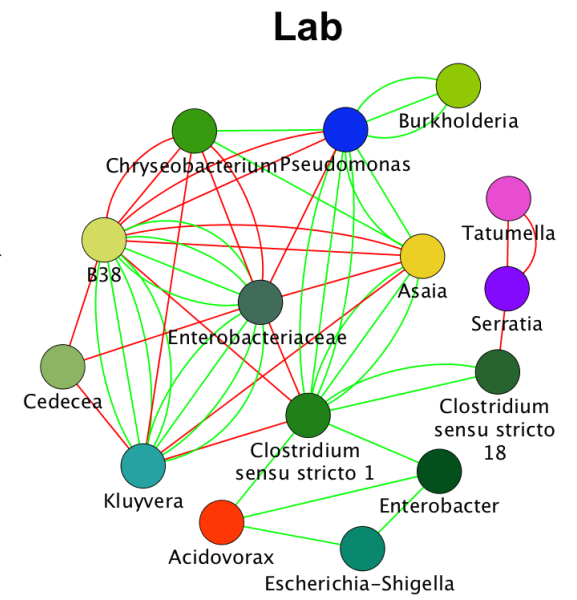 Lab
Burkholderia
Chryseobacterium
Pseudomonas
Tatumella
B38
Asaia
Serratia
Enterobacteriaceae
Cedecea
Clostridium
sensu stricto
18
Clostridium
sensu stricto 1
Kluyvera
Enterobacter
Acidovorax
Escherichia-Shigella